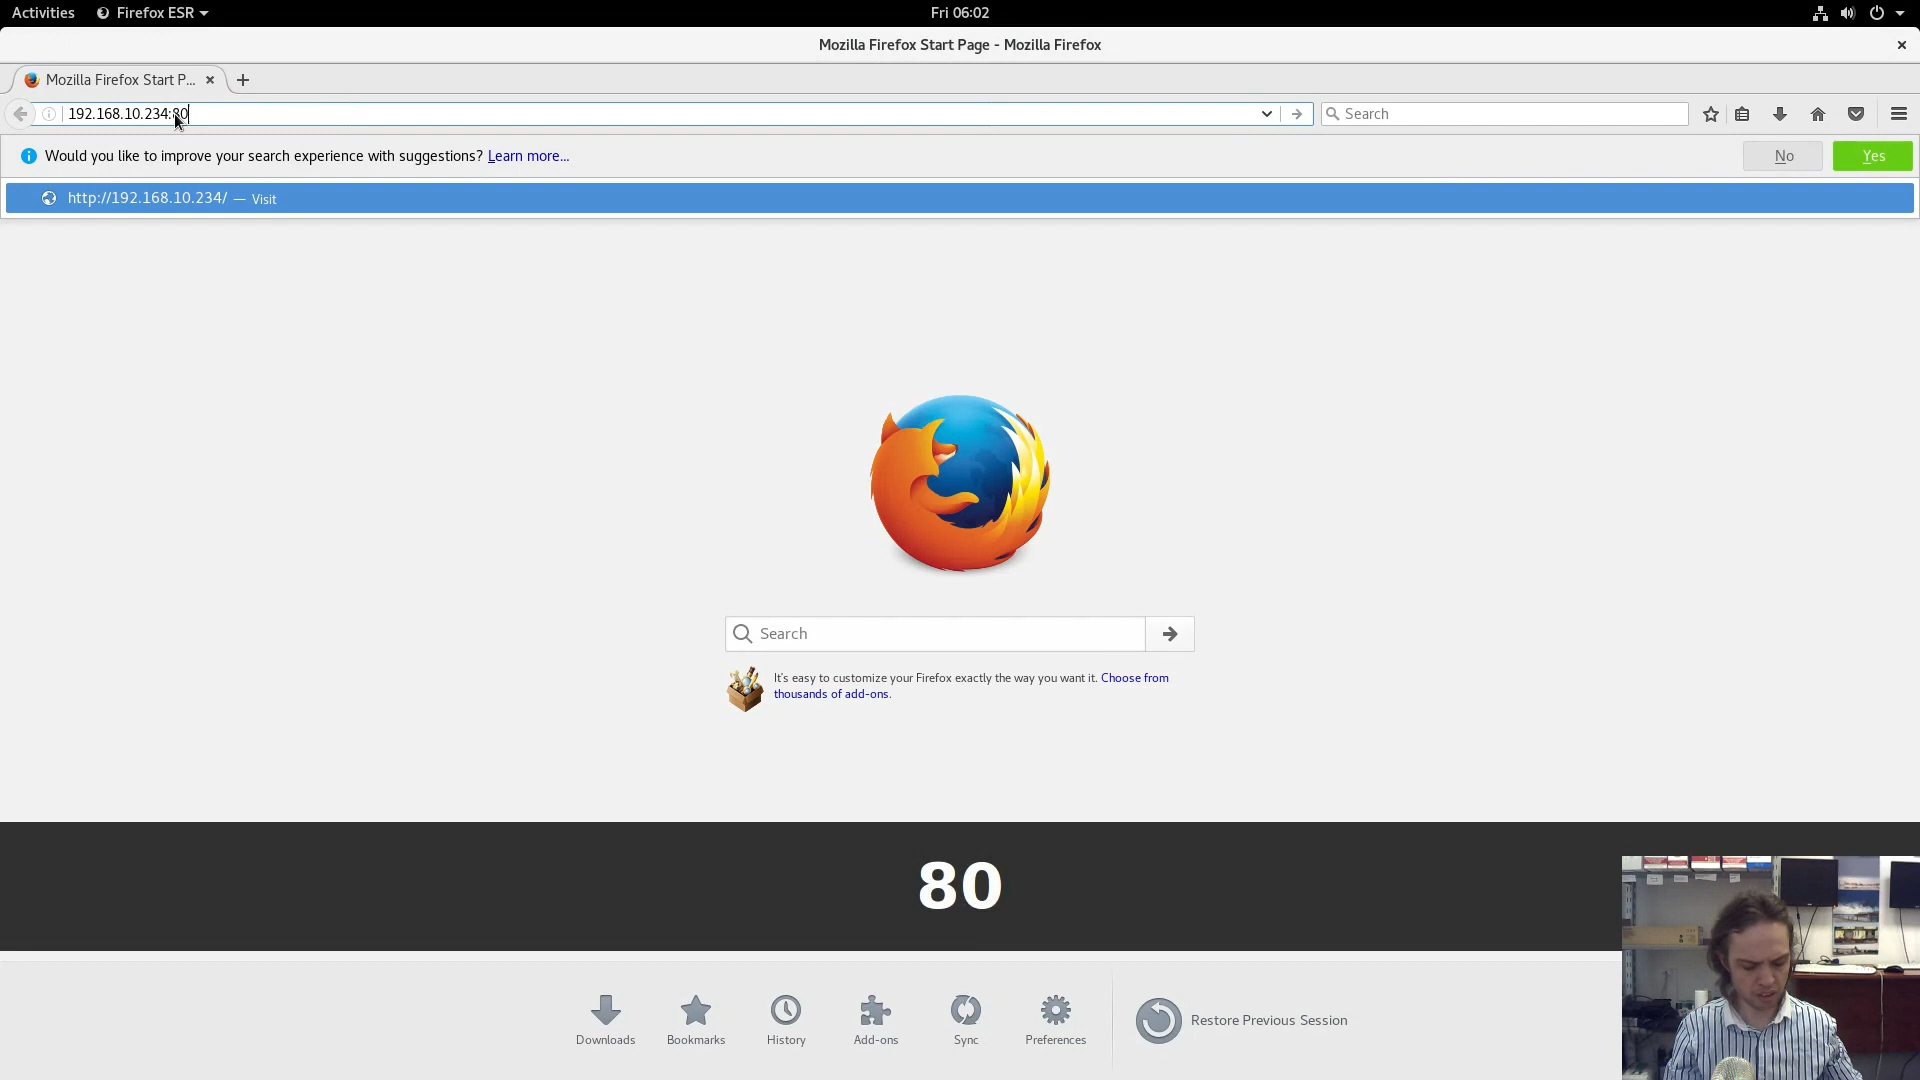 Activities Firefox ESR Fri 06:02
Mozilla Firefox Start Page - Mozilla Firefox
Mozilla Firefox Start P...
192.168.10.234:80 Search
Would you like to improve your search experience with suggestions? Learn more... No Yes
http://192.168.10.234/ — Visit
Search
It's easy to customize your Firefox exactly the way you want it. Choose from
thousands of add-ons.
80
Downloads Bookmarks History Add-ons Sync Preferences Restore Previous Session